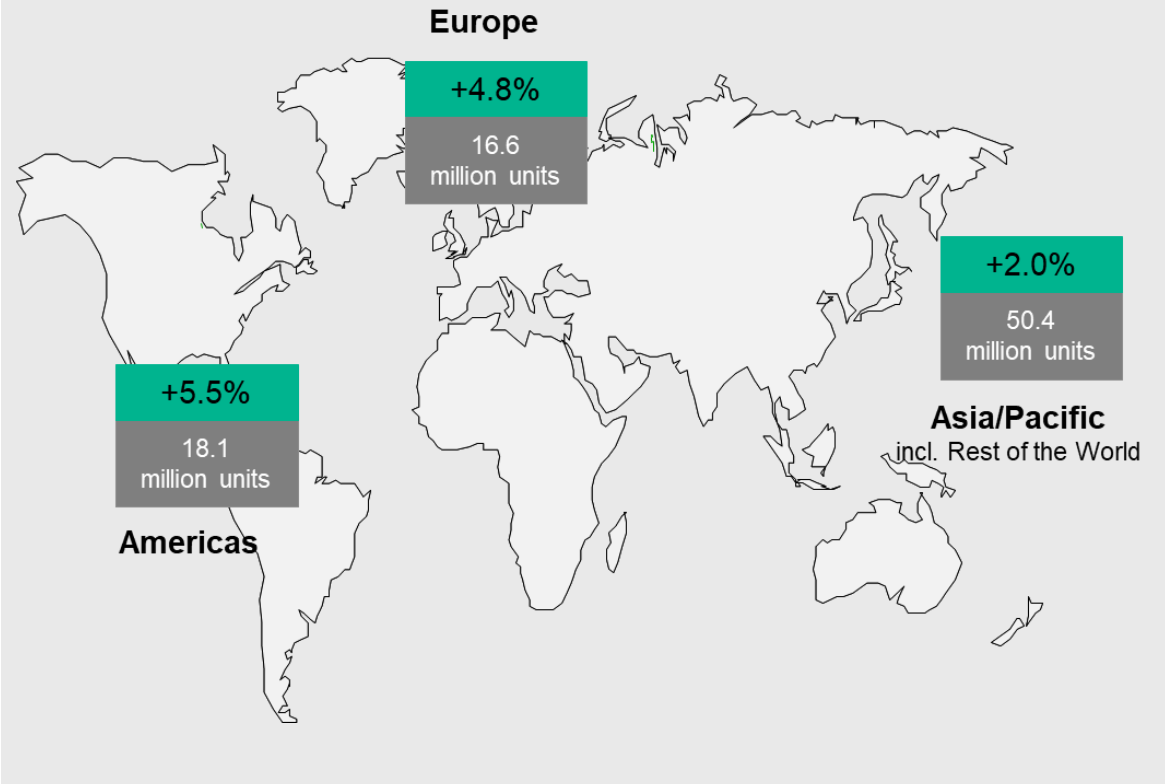 Europe
+4.8%
16.6
million units
+2.0%
50.4
million units
Asia/Pacific
incl. Rest of the World
+5.5%
18.1
million units
Americas